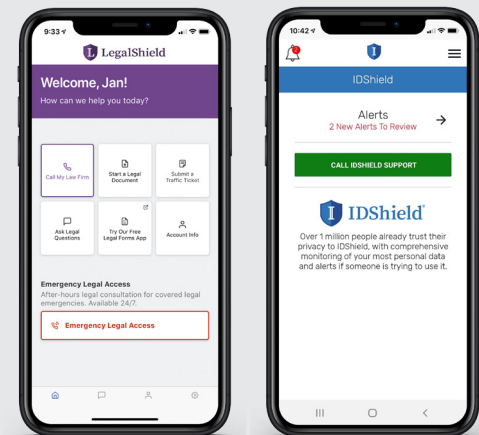 9:33
LegalShield
Welcome, Jan!
How can we help you today?
Call My Law Firm
Start a Legal
Document
Submit a
Traffic Ticket
Ask Legal
Questions
Try Our Free
Legal Forms App
Account Info
Emergency Legal Access
After-hours legal consultation for covered legal
emergencies. Available 24/7.
Emergency Legal Access
10:42
2
IDShield
Alerts
2 New Alerts To Review
CALL IDSHIELD SUPPORT
IDShield
Over 1 million people already trust their
privacy to IDShield, with comprehensive
monitoring of your most personal data
and alerts if someone is trying to use it.